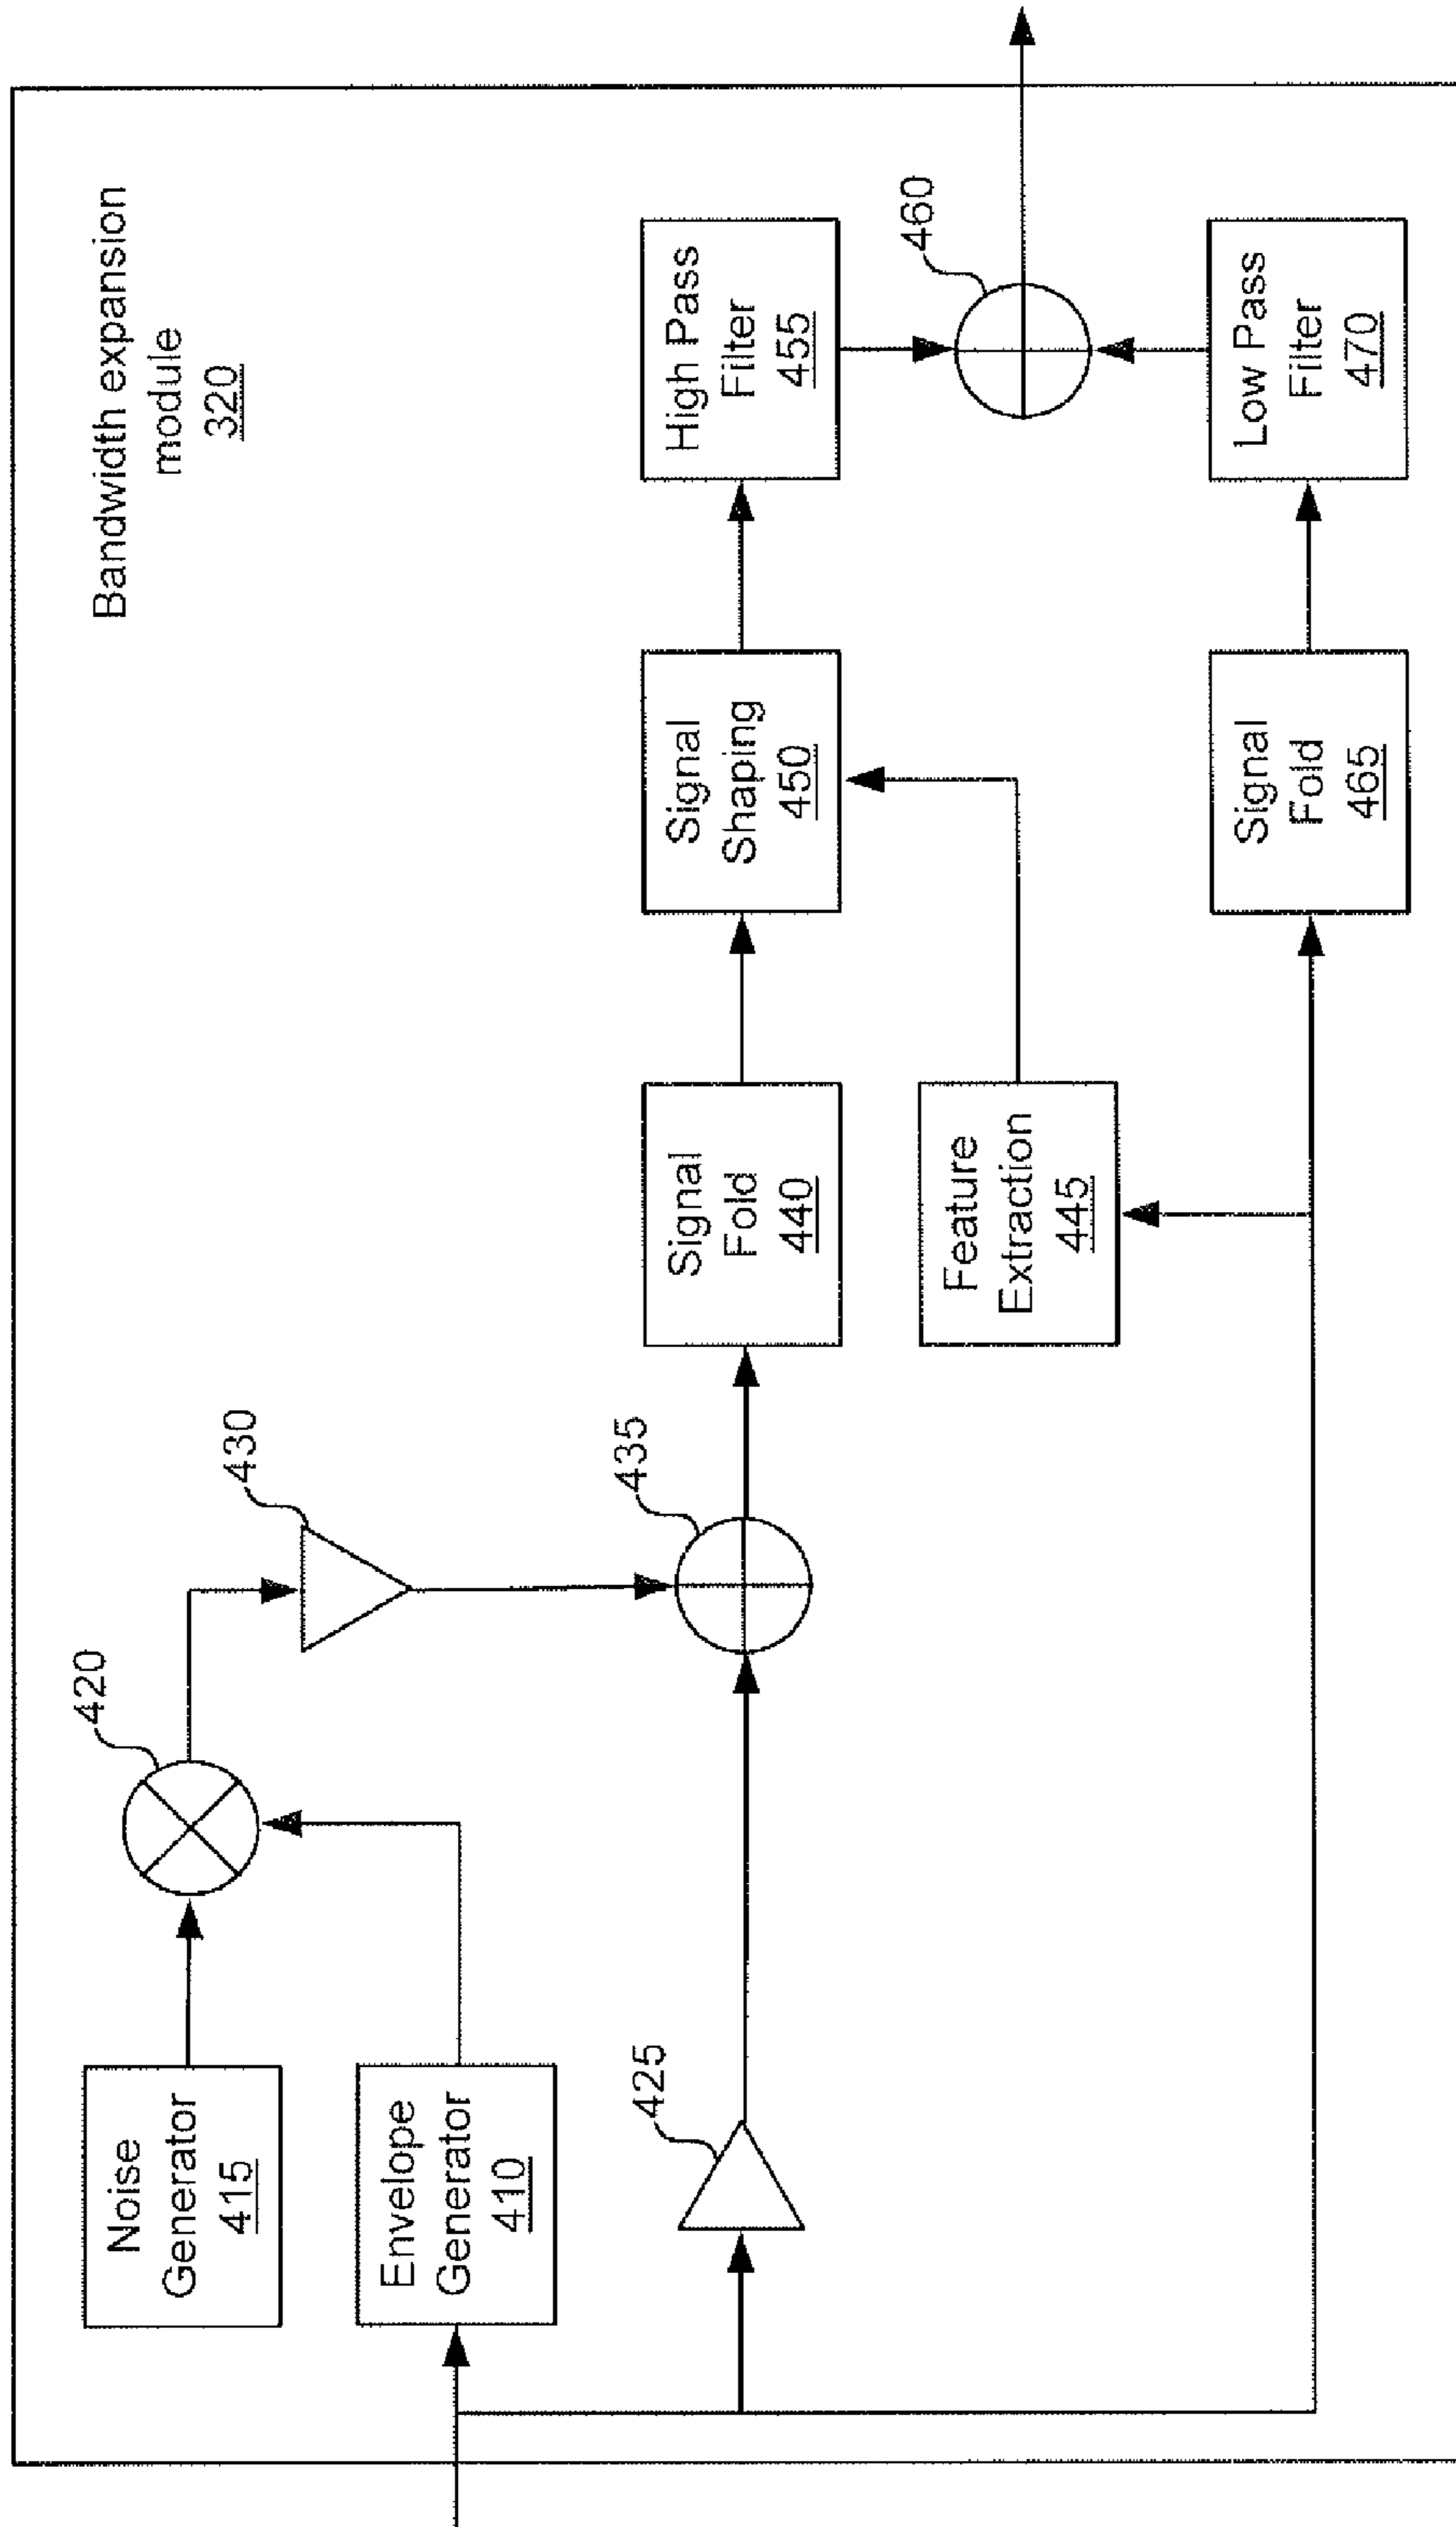 Bandwidth expansion
module
320
Noise
Generator
415
420
430
Envelope
Generator
410
425
435
Signal
Fold
440
Signal
Shaping
450
High Pass
Filter
455
460
Feature
Extraction
445
Signal
Fold
465
Low Pass
Filter
470